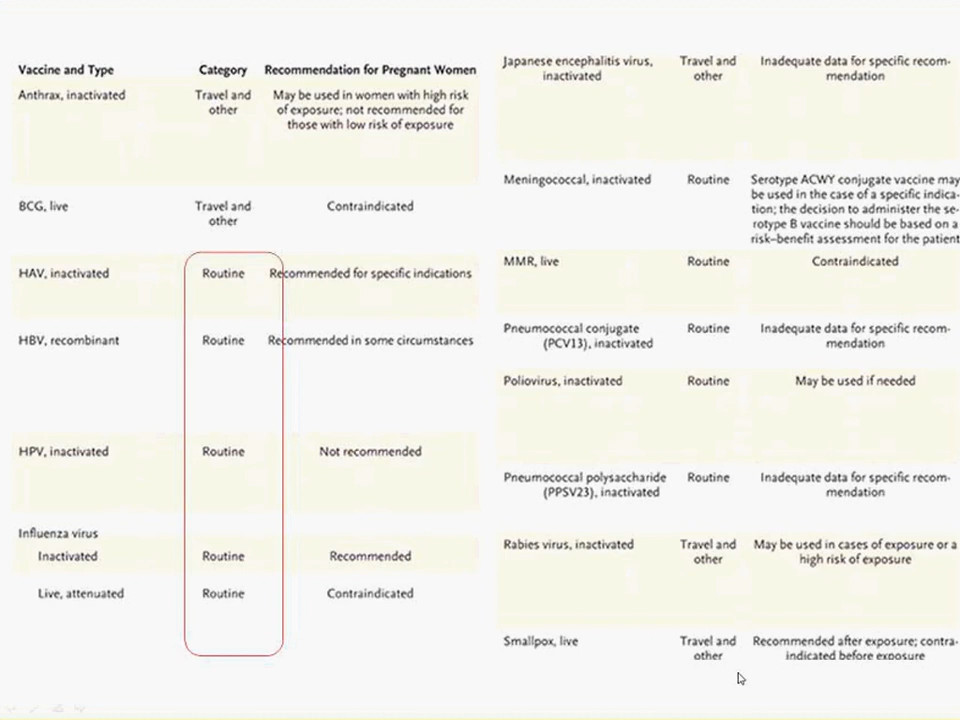 Vaccine and Type Category Recommendation for Pregnant Women
Anthrax, inactivated Travel and May be used in women with high risk
other of exposure; not recommended for
those with low risk of exposure
BCG, live Travel and Contraindicated
other
HAV, inactivated Routine Recommended for specific indications
HBV, recombinant Routine Recommended in some circumstances
HPV, inactivated Routine Not recommended
Influenza virus
Inactivated Routine Recommended
Live, attenuated Routine Contraindicated
Japanese encephalitis virus, Travel and Inadequate data for specific recom-
inactivated other mendation
Meningococcal, inactivated Routine Serotype ACWY conjugate vaccine may
be used in the case of a specific indica-
tion; the decision to administer the se-
rotype B vaccine should be based on a
risk–benefit assessment for the patient
MMR, live Routine Contraindicated
Pneumococcal conjugate Routine Inadequate data for specific recom-
(PCV13), inactivated mendation
Poliovirus, inactivated Routine May be used if needed
Pneumococcal polysaccharide Routine Inadequate data for specific recom-
(PPSV23), inactivated mendation
Rabies virus, inactivated Travel and May be used in cases of exposure or a
other high risk of exposure
Smallpox, live Travel and Recommended after exposure; contra-
other indicated before exposure